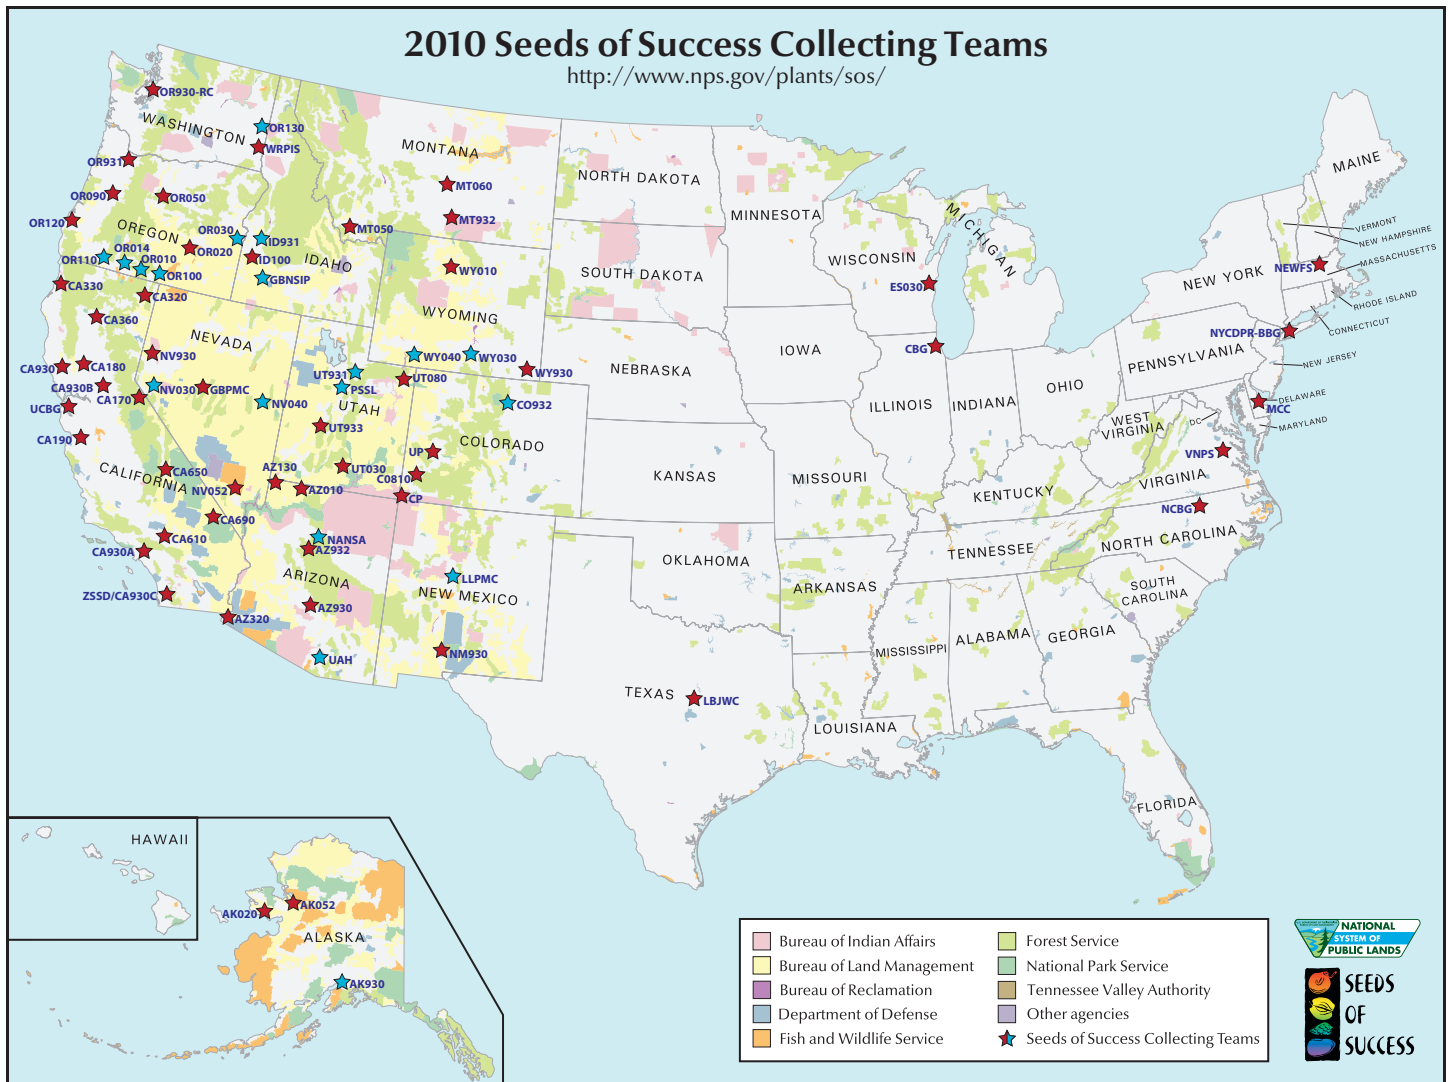 2010 Seeds of Success Collecting Teams
http://www.nps.gov/plants/sos/
OR930-RC
WASHINGTON
OR130
WRPIS
OR931
MONTANA
NORTH DAKOTA
MINNESOTA
MICHIGAN
MAINE
OR090
OR050
MT060
OR120
OREGON
OR030
ID931
MT050
MT932
VERMONT
NEW HAMPSHIRE
MASSACHUSETTS
OR014
OR110
OR010
OR020
ID100
IDAHO
OR100
GBNSIP
WY010
SOUTH DAKOTA
WISCONSIN
NEW YORK
NEWFS
CA330
CA320
ES030
RHODE ISLAND
CONNECTICUT
CA360
NEVADA
WYOMING
NYCDPR-BBG
NV930
WY040
WY030
IOWA
CBG
PENNSYLVANIA
NEW JERSEY
CA930
CA180
UT931
UT080
WY930
NEBRASKA
OHIO
CA930B
NV030
GBPMC
PSSL
CA170
NV040
UTAH
CO932
ILLINOIS
INDIANA
DELAWARE
MCC
UCBG
WEST
VIRGINIA
DC
MARYLAND
UT933
CA190
COLORADO
UP
VNPS
CALIFORNIA
CA650
AZ130
UT030
C0810
KANSAS
MISSOURI
VIRGINIA
NV052
AZ010
CP
KENTUCKY
NCBG
CA690
CA610
NANSA
CA930A
AZ932
OKLAHOMA
TENNESSEE
NORTH CAROLINA
ARIZONA
LLPMC
NEW MEXICO
ARKANSAS
SOUTH
CAROLINA
ZSSD/CA930C
AZ930
AZ320
MISSISSIPPI
ALABAMA
GEORGIA
UAH
NM930
TEXAS
LBJWC
LOUISIANA
FLORIDA
HAWAII
AK020
AK052
ALASKA
AK930
Bureau of Indian Affairs
Bureau of Land Management
Bureau of Reclamation
Department of Defense
Fish and Wildlife Service
Forest Service
National Park Service
Tennessee Valley Authority
Other agencies
Seeds of Success Collecting Teams
NATIONAL
SYSTEM OF
PUBLIC LANDS
SEEDS
OF
SUCCESS